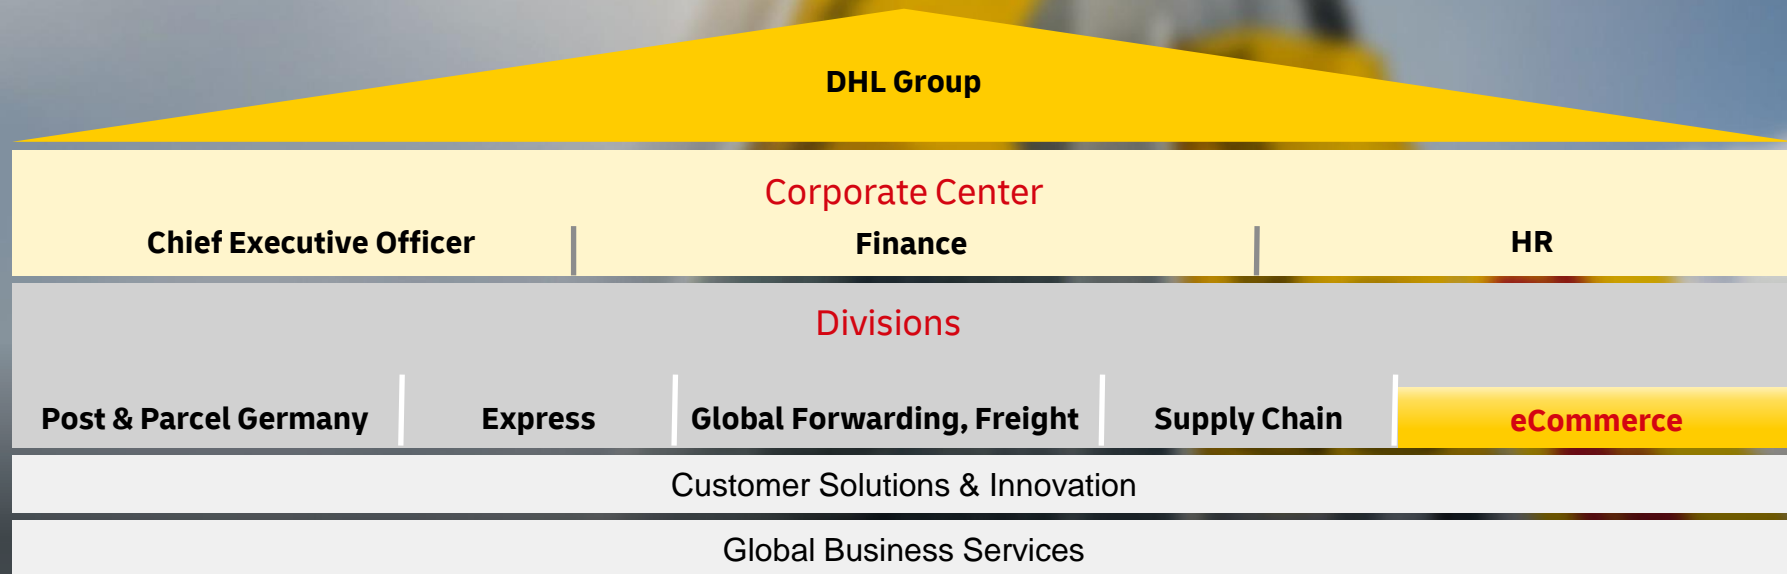 DHL Group
Corporate Center
Chief Executive Officer
Finance
HR
Divisions
Post & Parcel Germany
Express
Global Forwarding, Freight
Supply Chain
eCommerce
Customer Solutions & Innovation
Global Business Services